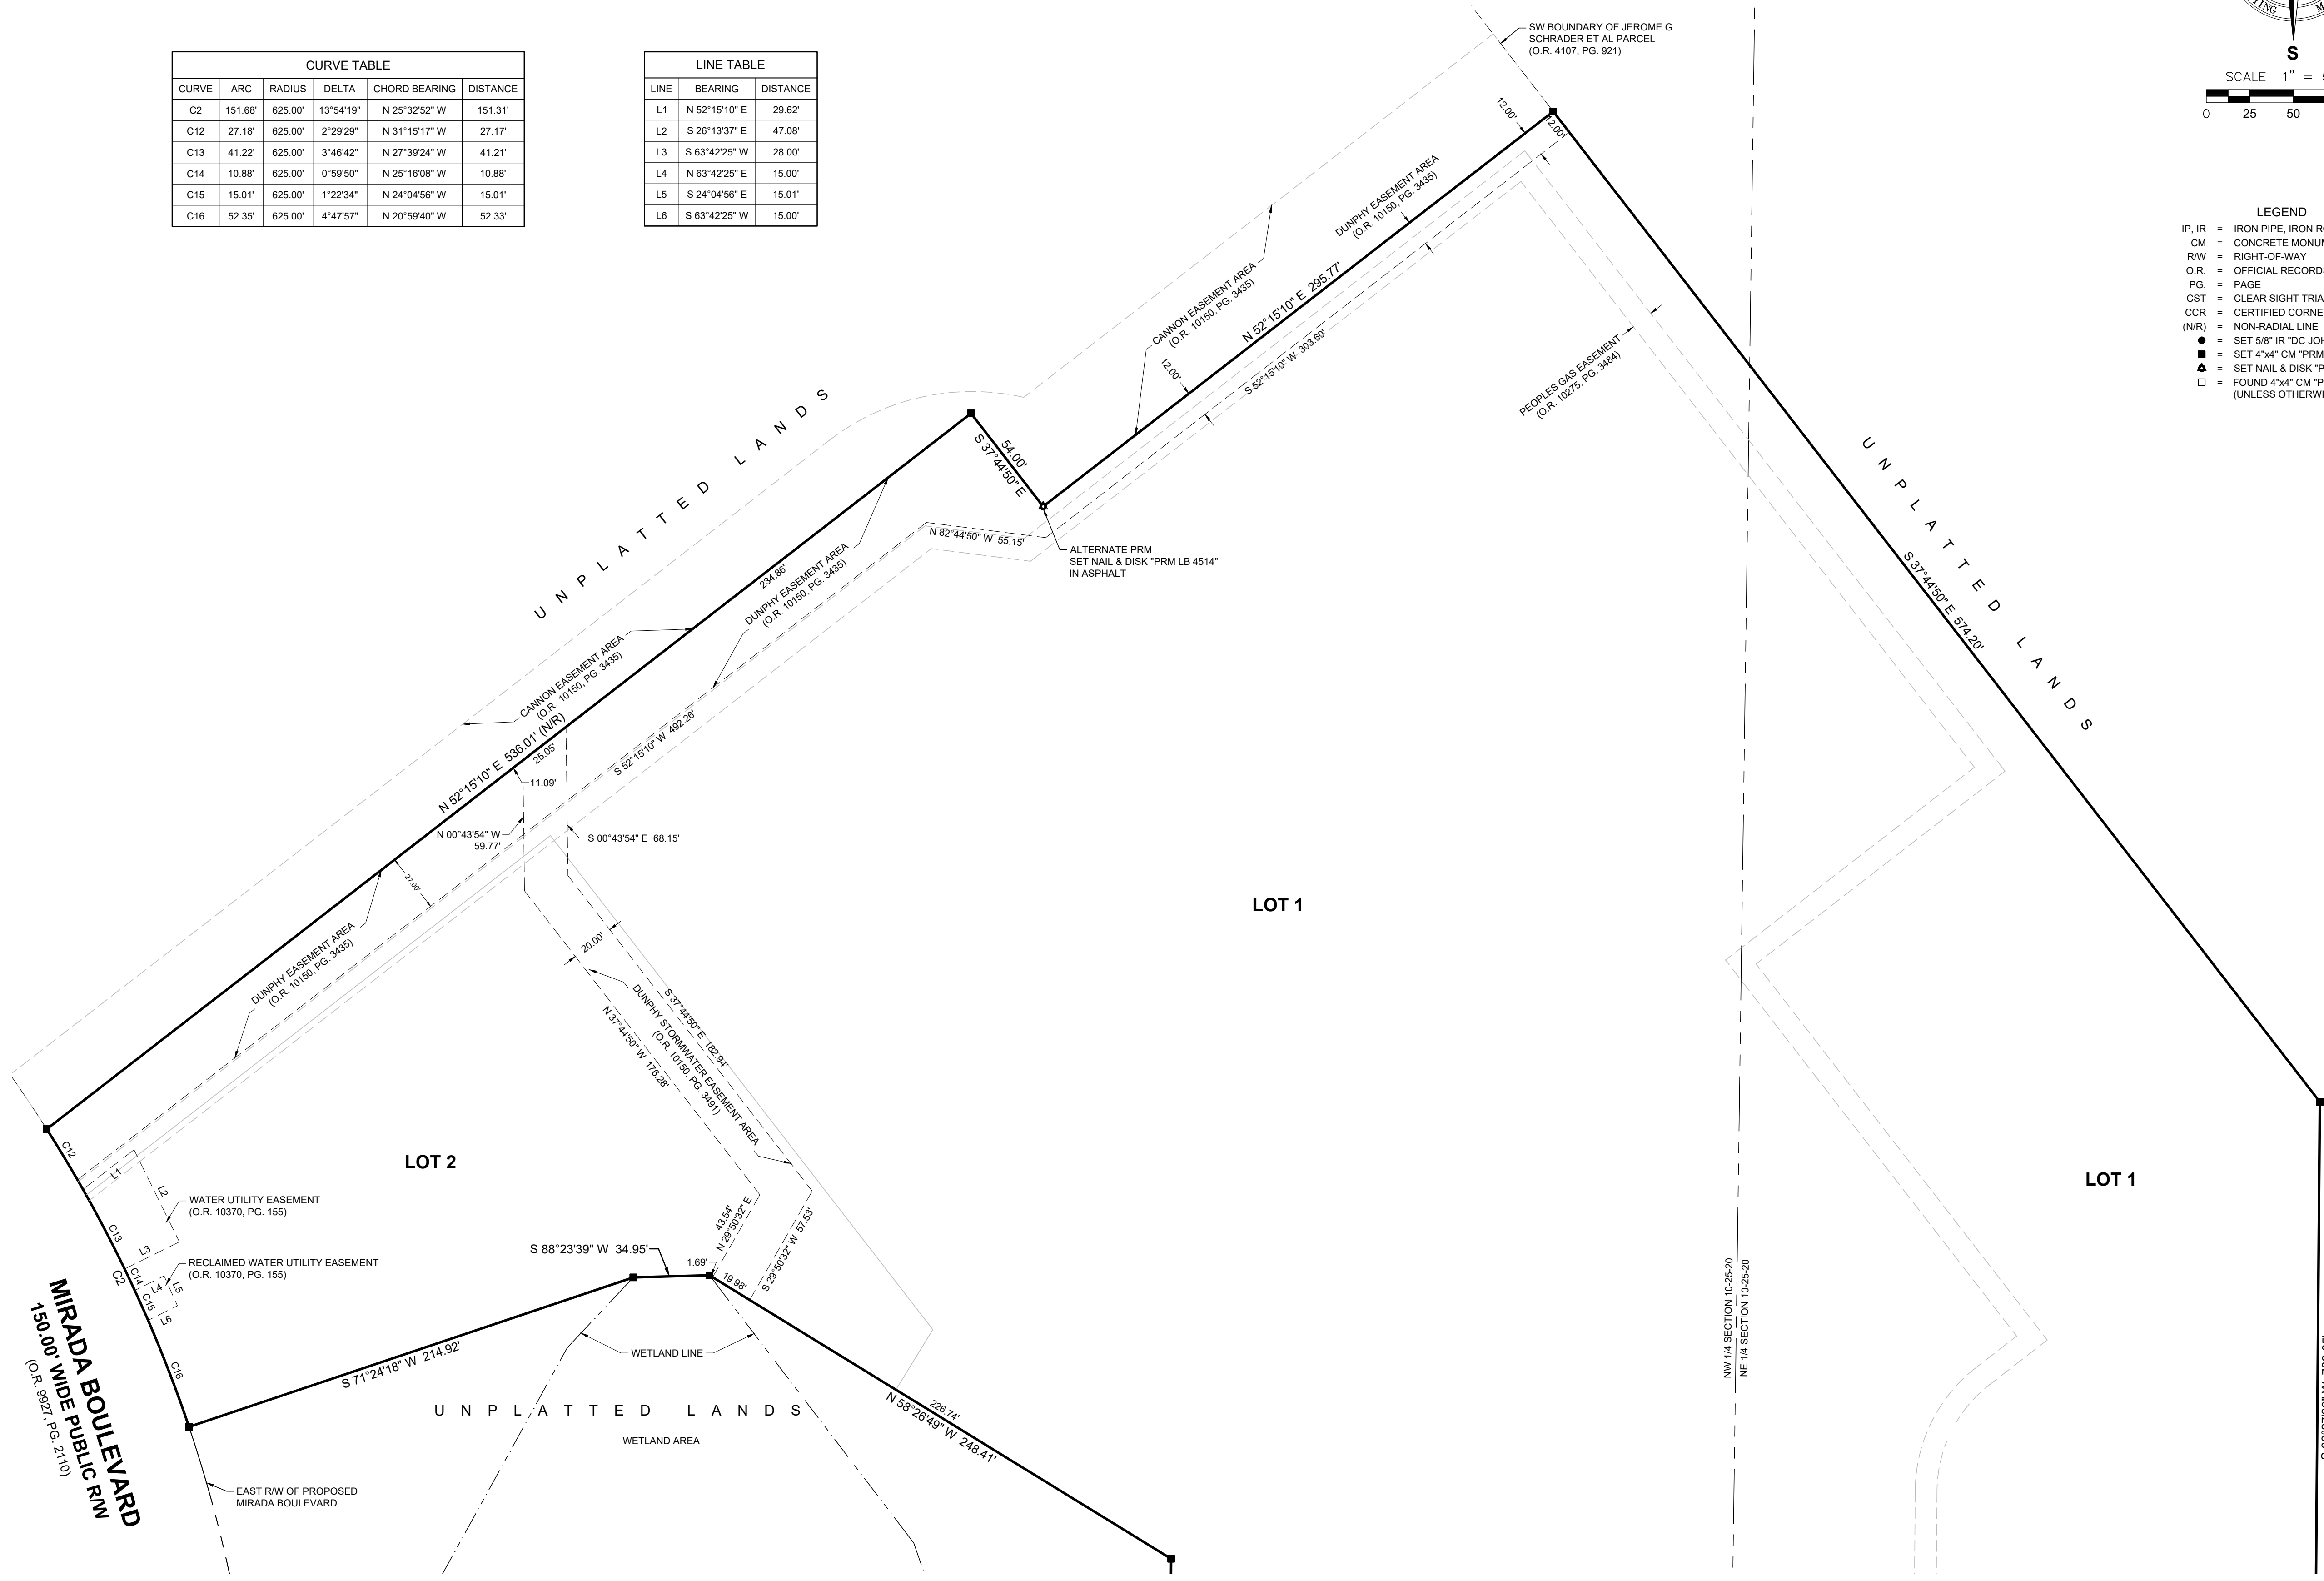 CURVE TABLE
CURVE ARC RADIUS DELTA CHORD BEARING DISTANCE
C2 151.68' 625.00' 13°54'19" N 25°32'52" W 151.31'
C12 27.18' 625.00' 2°29'29" N 31°15'17" W 27.17'
C13 41.22' 625.00' 3°46'42" N 27°39'24" W 41.21'
C14 10.88' 625.00' 0°59'50" N 25°16'08" W 10.88'
C15 15.01' 625.00' 1°22'34" N 24°04'56" W 15.01'
C16 52.35' 625.00' 4°47'57" N 20°59'40" W 52.33'
LINE TABLE
LINE BEARING DISTANCE
L1 N 52°15'10" E 29.62'
L2 S 26°13'37" E 47.08'
L3 S 63°42'25" W 28.00'
L4 N 63°42'25" E 15.00'
L5 S 24°04'56" E 15.01'
L6 S 63°42'25" W 15.00'
SW BOUNDARY OF JEROME G.
SCHRADER ET AL PARCEL
(O.R. 4107, PG. 921)
S
SCALE 1" =
0 25 50
LEGEND
IP, IR = IRON PIPE, IRON
CM = CONCRETE
R/W = RIGHT-OF-WAY
O.R. = OFFICIAL
PG. = PAGE
CST = CLEAR SIGHT
CCR = CERTIFIED
(N/R) = NON-RADIAL LINE
= SET 5/8" IR "DC
= SET 4"x4" CM "PRM
= SET NAIL & DISK
= FOUND 4"x4" CM
(UNLESS
12.00'
12.00'
DUNPHY EASEMENT AREA
(O.R. 10150, PG. 3435)
CANNON EASEMENT AREA
(O.R. 10150, PG. 3435)
N 52°15'10" E 295.77'
12.00'
S 52°15'10" W 303.60'
PEOPLES GAS EASEMENT
(O.R. 10275, PG. 3484)
UNPLATTED LANDS
54.00'
S 37°44'50" E
N 82°44'50" W 55.15'
ALTERNATE PRM
SET NAIL & DISK "PRM LB 4514"
IN ASPHALT
UNPLATTED LANDS
S 37°44'50" E 574.20'
234.86'
DUNPHY EASEMENT AREA
(O.R. 10150, PG. 3435)
CANNON EASEMENT AREA
(O.R. 10150, PG. 3435)
N 52°15'10" E 536.01' (N/R)
25.05'
11.09'
S 52°15'10" W 492.26'
N 00°43'54" W
59.77'
S 00°43'54" E 68.15'
27.00'
DUNPHY EASEMENT AREA
(O.R. 10150, PG. 3435)
20.00'
S 37°44'50" E 182.94'
DUNPHY STORMWATER EASEMENT AREA
(O.R. 10150, PG. 3491)
N 37°44'50" W 176.28'
LOT 1
LOT 2
LOT 1
C12
L1
L2
WATER UTILITY EASEMENT
(O.R. 10370, PG. 155)
C13
L3
RECLAIMED WATER UTILITY EASEMENT
(O.R. 10370, PG. 155)
C2
C14
L4
L5
C15
L6
C16
MIRADA BOULEVARD
150.00' WIDE PUBLIC R/W
(O.R. 9927, PG. 2110)
S 88°23'39" W 34.95'
1.69'
43.54'
N 29°50'32" E
19.98'
S 29°50'32" W 57.53'
S 71°24'18" W 214.92'
WETLAND LINE
UNPLATTED LANDS
WETLAND AREA
226.74'
N 58°26'49" W 248.41'
EAST R/W OF PROPOSED
MIRADA BOULEVARD
NW 1/4 SECTION 10-25-20
NE 1/4 SECTION 10-25-20